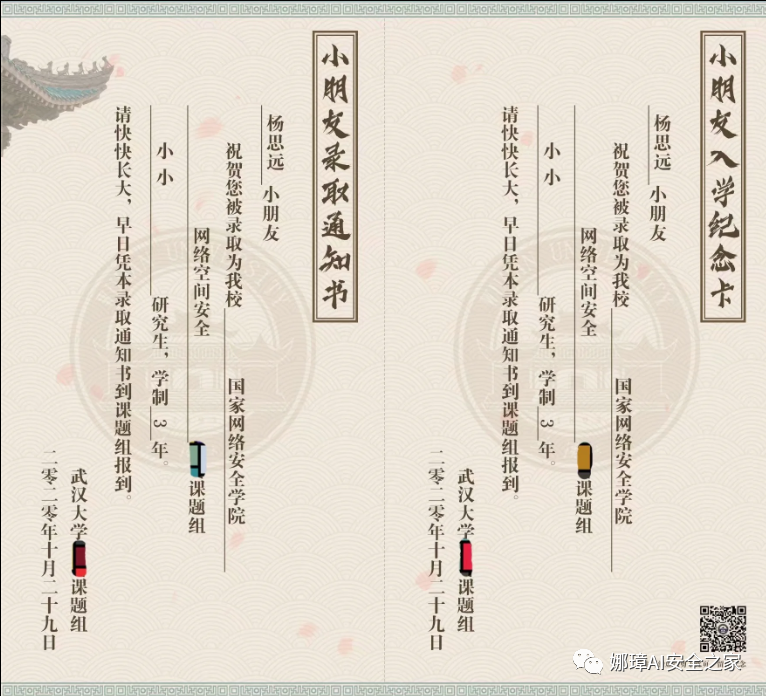 小朋友入学纪念卡
杨思远 小朋友
祝贺您被录取为我校 国家网络安全学院
网络空间安全 课题组
小小 研究生，学制 3 年。
请快快长大，早日凭本录取通知书到课题组报到。
武汉大学 课题组
二零二零年十月二十九日
小朋友录取通知书
杨思远 小朋友
祝贺您被录取为我校 国家网络安全学院
网络空间安全 课题组
小小 研究生，学制 3 年。
请快快长大，早日凭本录取通知书到课题组报到。
武汉大学 课题组
二零二零年十月二十九日
娜璋AI安全之家